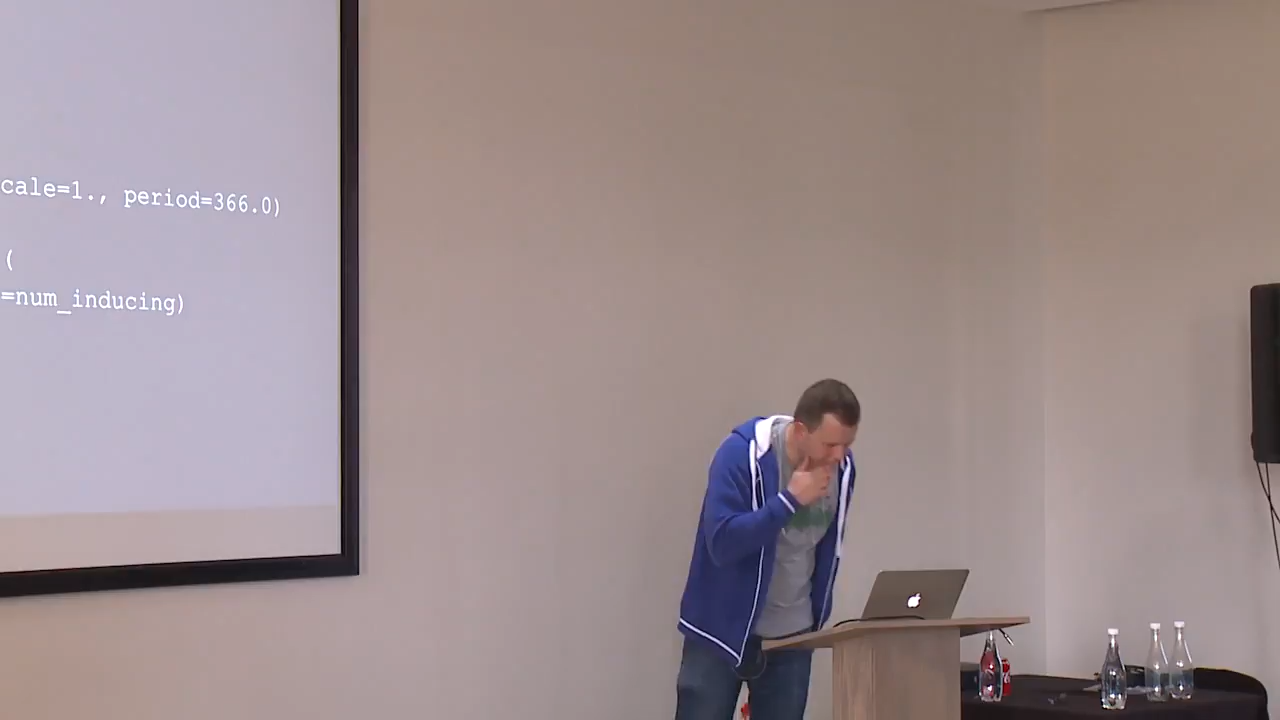 cale=1., period=366.0)
(
=num_inducing)